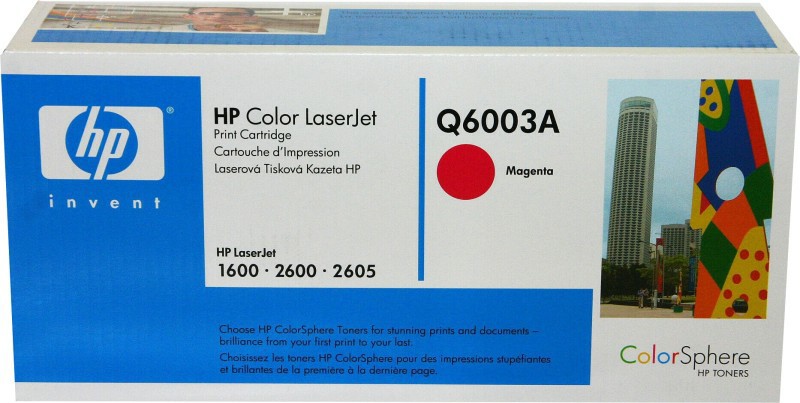 hp
®
invent
HP Color LaserJet
Print Cartridge
Cartouche d'Impression
Laserová Tisková Kazeta HP
HP LaserJet
1600 · 2600 · 2605
Q6003A
Magenta
Choose HP ColorSphere Toners for stunning prints and documents –
brilliance from your first print to your last.
Choisissez les toners HP ColorSphere pour des impressions stupéfiantes
et brillantes de la première à la dernière page.
ColorSphere
HP TONERS